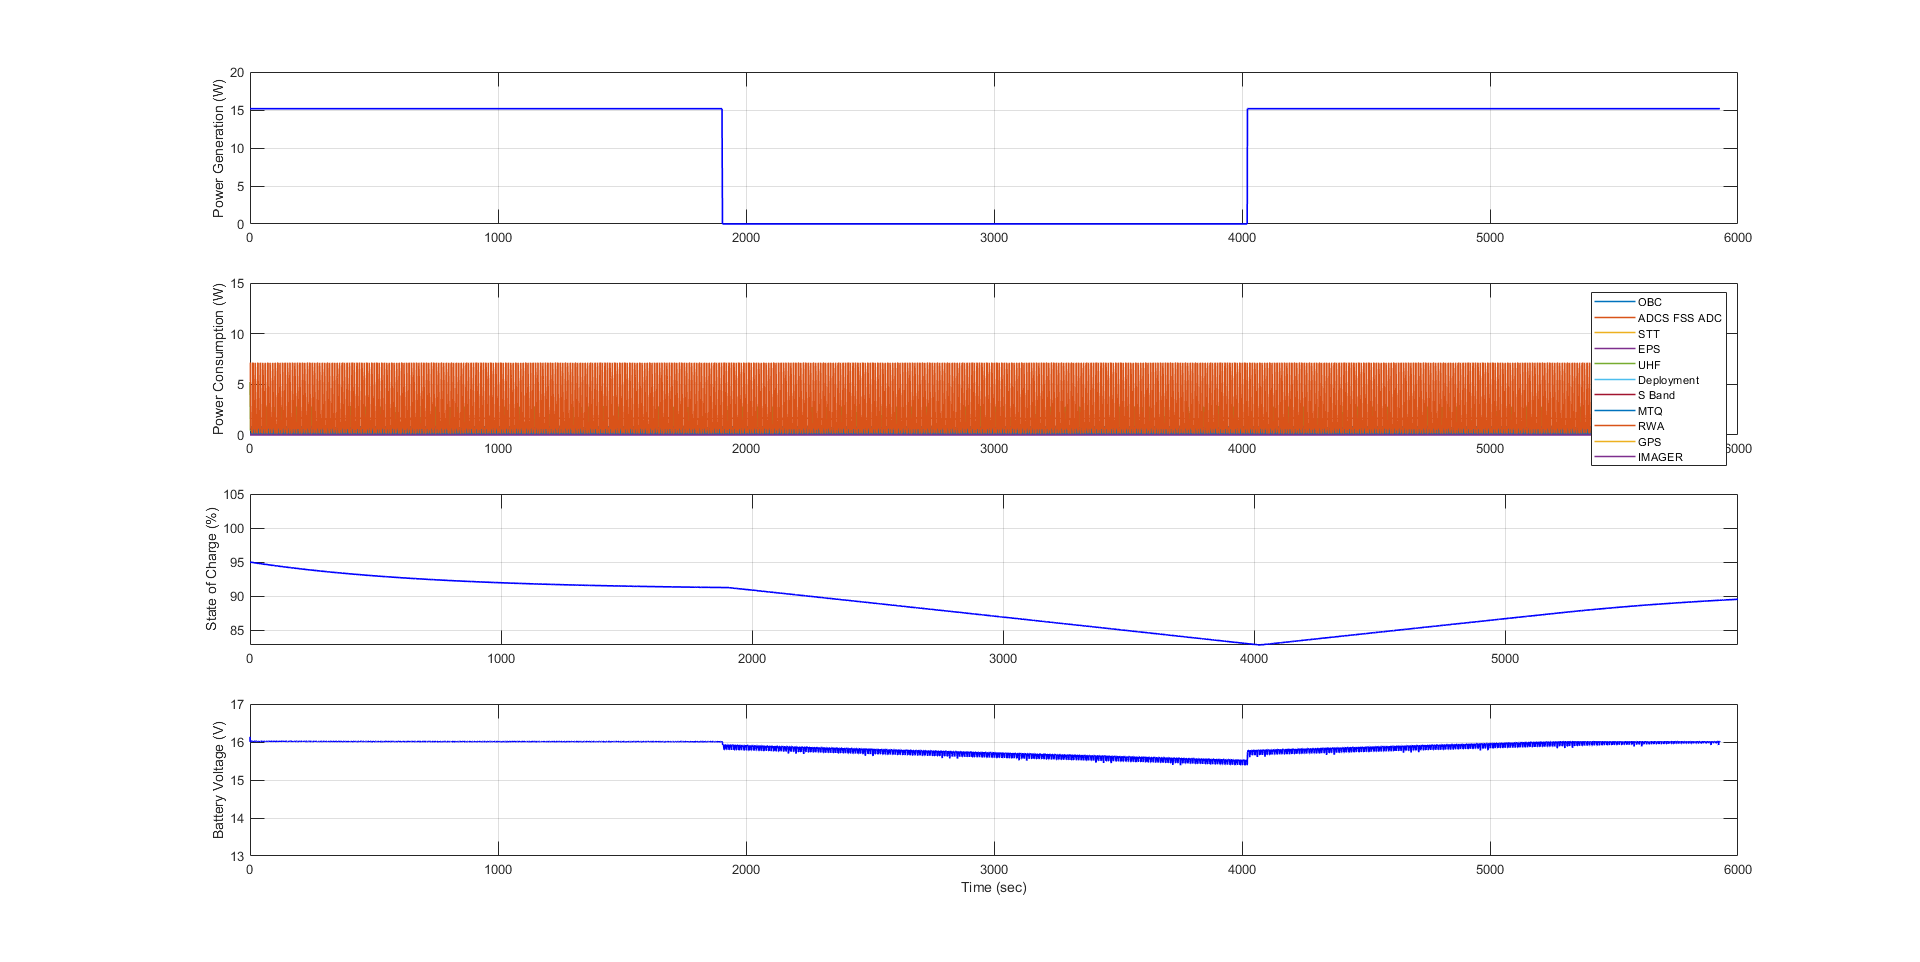 Power Generation (W)
20
15
10
5
0
0 1000 2000 3000 4000 5000 6000
Power Consumption (W)
15
10
5
0
0 1000 2000 3000 4000 5000 6000
OBC
ADCS FSS ADC
STT
EPS
UHF
Deployment
S Band
MTQ
RWA
GPS
IMAGER
State of Charge (%)
105
100
95
90
85
0 1000 2000 3000 4000 5000
Battery Voltage (V)
17
16
15
14
13
0 1000 2000 3000 4000 5000 6000
Time (sec)